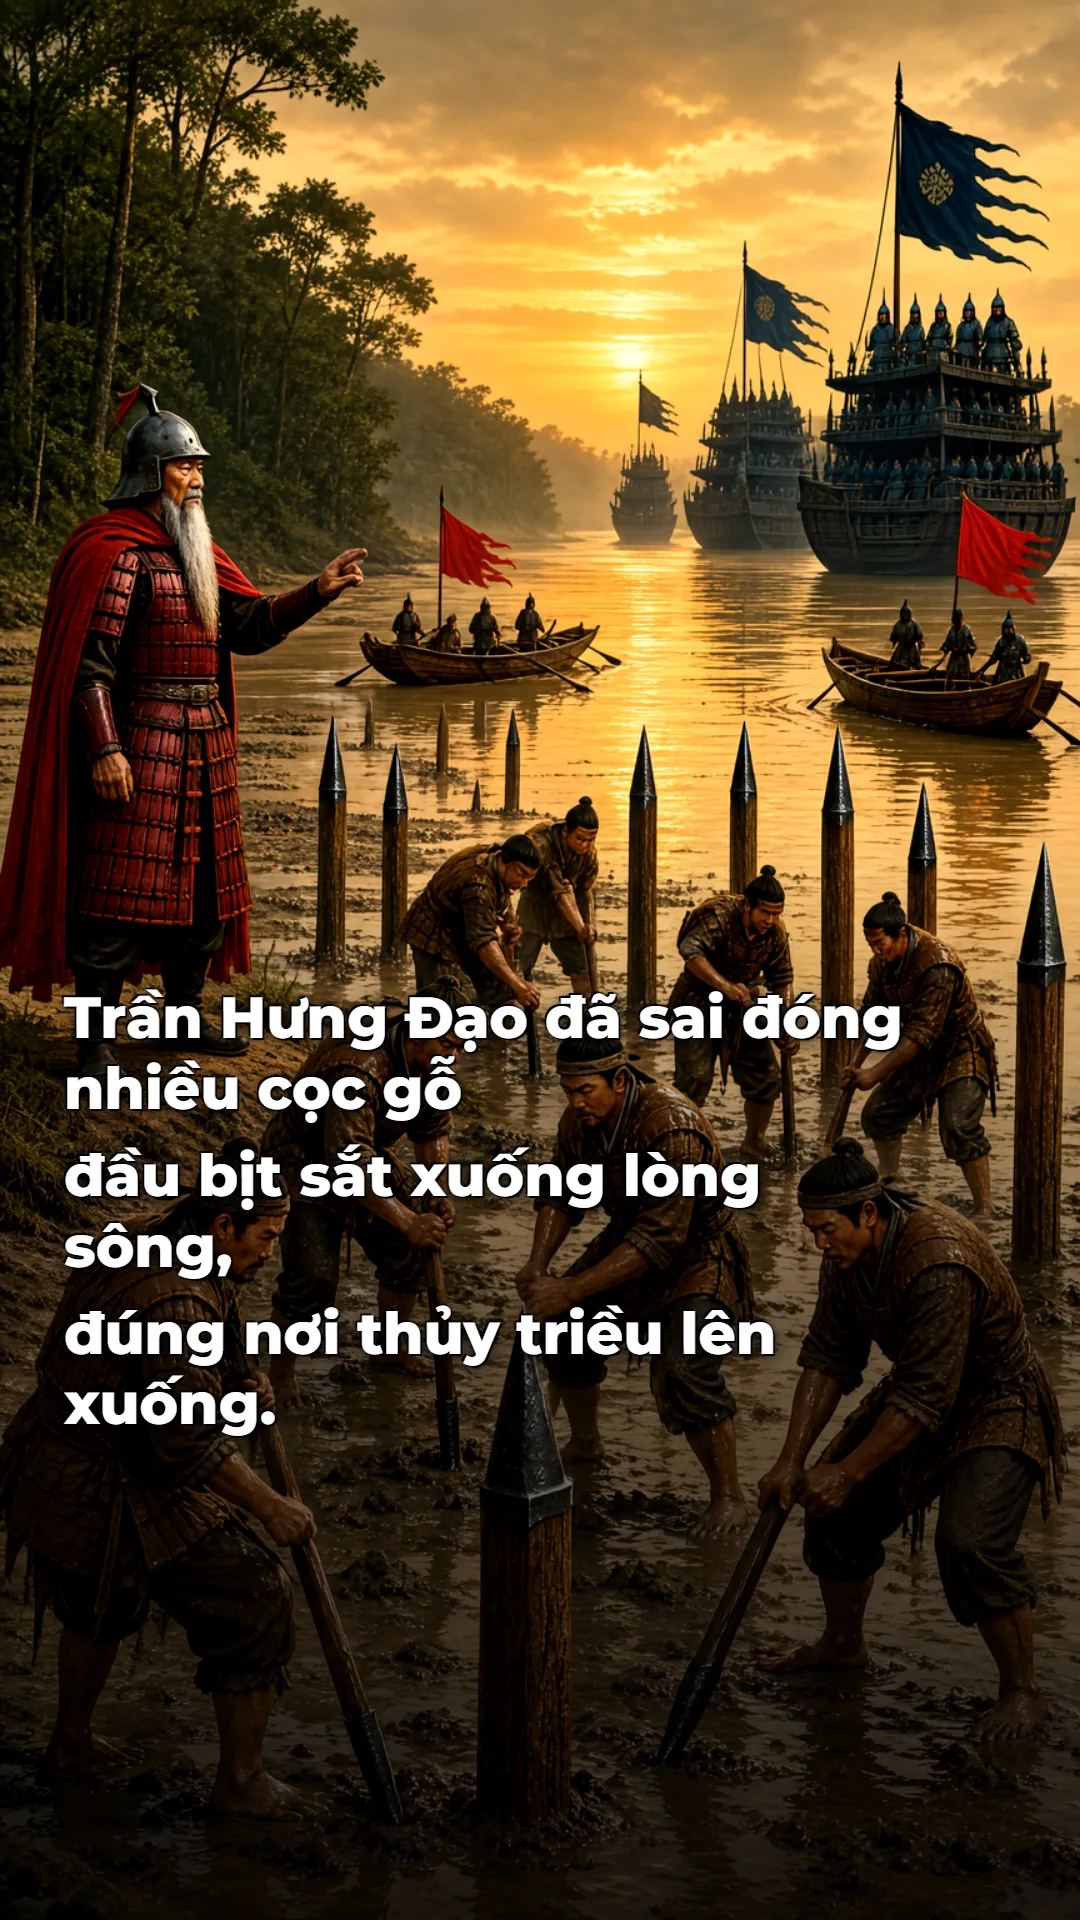 Trần Hưng Đạo đã sai đóng
nhiều cọc gỗ
đầu bịt sắt xuống lòng
sông,
đúng nơi thủy triều lên
xuống.